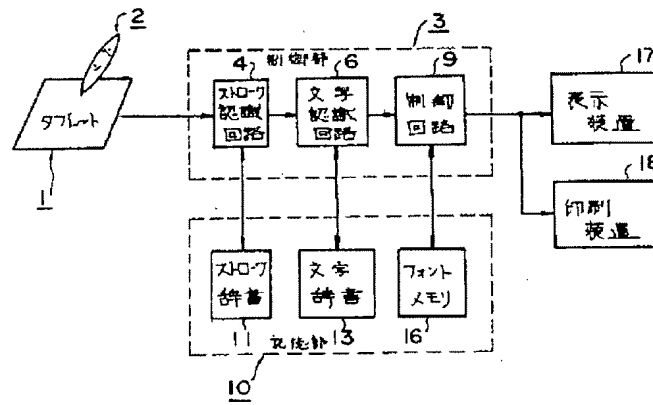 2
ペン
タブレット
1
3
制御部
4
ストローク
認識
回路
6
文字
認識
回路
9
制御
回路
17
表示
装置
18
印刷
装置
ストローク
辞書
11
文字
辞書
13
フォント
メモリ
16
記憶部
10